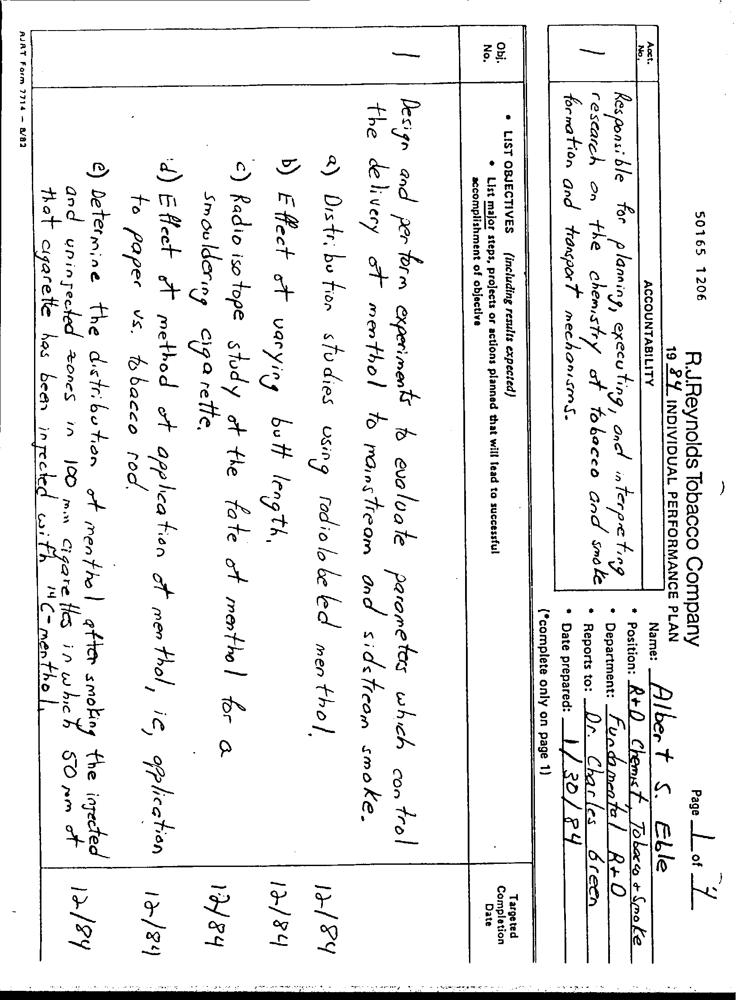 50165 1206
R.J.Reynolds Tobacco Company
1984 INDIVIDUAL PERFORMANCE PLAN
Page 1 of 4
Name: Albert S. Eble
• Position: R+D Chemist, Tobacco + Smoke
• Department: Fundamental R+D
• Reports to: Dr. Charles Green
• Date prepared: 1/30/84
(*complete only on page 1)
Acct. No.
ACCOUNTABILITY
1
Responsible for planning, executing, and interpreting
research on the chemistry of tobacco and smoke
formation and transport mechanisms.
Obj. No.
• LIST OBJECTIVES (including results expected)
• List major steps, projects or actions planned that will lead to successful
accomplishment of objective
Targeted
Completion
Date
1
Design and perform experiments to evaluate parameters which control
the delivery of menthol to mainstream and sidstream smoke.
a) Distribution studies using radiolabeled menthol. 12/84
b) Effect of varying butt length. 12/84
c) Radioisotope study of the fate of menthol for a
smouldering cigarette. 12/84
d) Effect of method of application of menthol, ie, application
to paper vs. tobacco rod. 12/84
e) Determine the distribution of menthol after smoking the injected
and uninjected zones in 100 mm cigarettes in which 50 mm of
that cigarette has been injected with 14C-menthol. 12/84
RJRT Form 7714 – 8/82